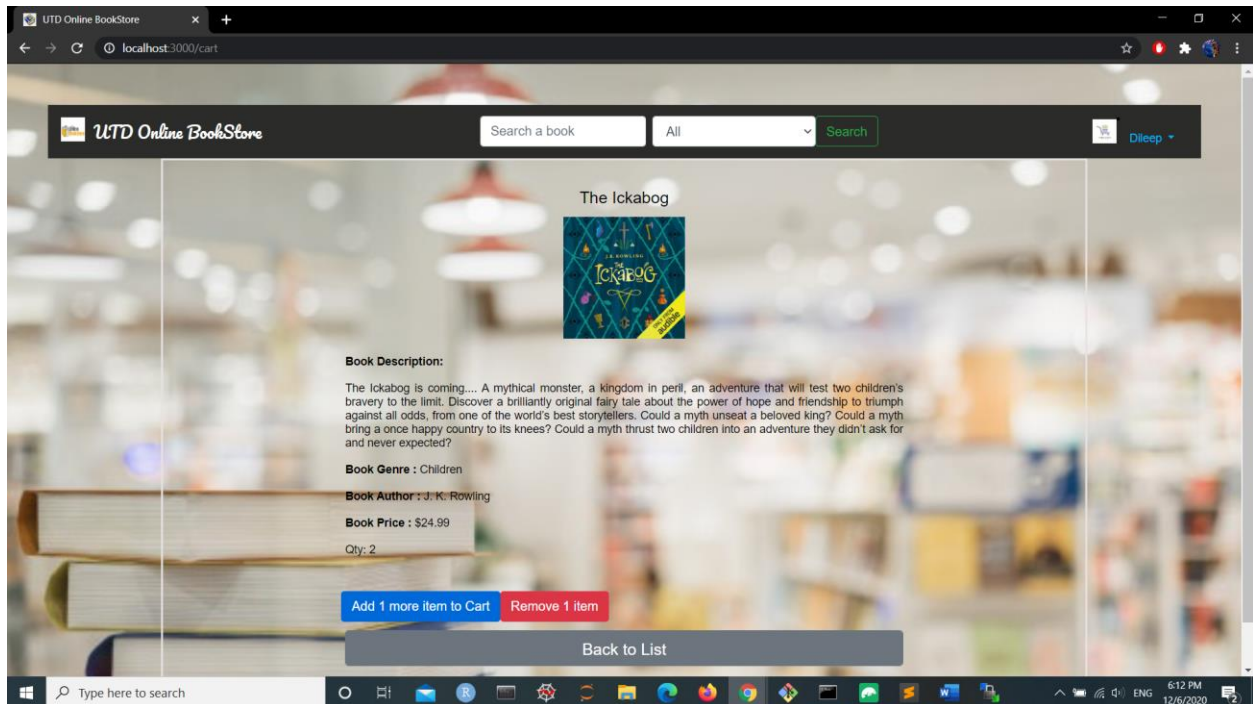 UTD Online BookStore
localhost:3000/cart
UTD Online BookStore
Search a book
All
Search
Dileep
The Ickabog
J.K. ROWLING
THE
ICKABOG
ONLY FROM
audible
Book Description:
The Ickabog is coming.... A mythical monster, a kingdom in peril, an adventure that will test two children's
bravery to the limit. Discover a brilliantly original fairy tale about the power of hope and friendship to triumph
against all odds, from one of the world's best storytellers. Could a myth unseat a beloved king? Could a myth
bring a once happy country to its knees? Could a myth thrust two children into an adventure they didn't ask for
and never expected?
Book Genre : Children
Book Author : J. K. Rowling
Book Price : $24.99
Qty: 2
Add 1 more item to Cart
Remove 1 item
Back to List
Type here to search
ENG
6:12 PM
12/6/2020
2